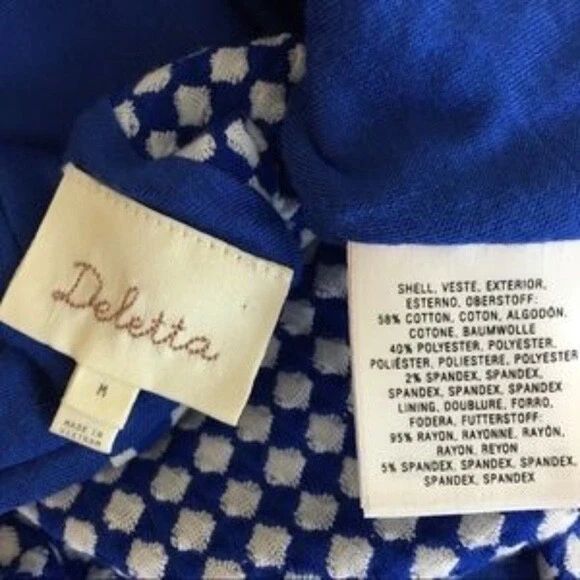 Deletta
M
MADE IN
VIETNAM
SHELL, VESTE, EXTERIOR,
ESTERNO, OBERSTOFF:
58% COTTON, COTON, ALGODÓN,
COTONE, BAUMWOLLE
40% POLYESTER, POLYESTER,
POLIÉSTER, POLIESTERE, POLYESTER
2% SPANDEX, SPANDEX,
SPANDEX, SPANDEX, SPANDEX
LINING, DOUBLURE, FORRO,
FODERA, FUTTERSTOFF:
95% RAYON, RAYONNE, RAYÓN,
RAYON, REYON
5% SPANDEX, SPANDEX, SPANDEX,
SPANDEX, SPANDEX